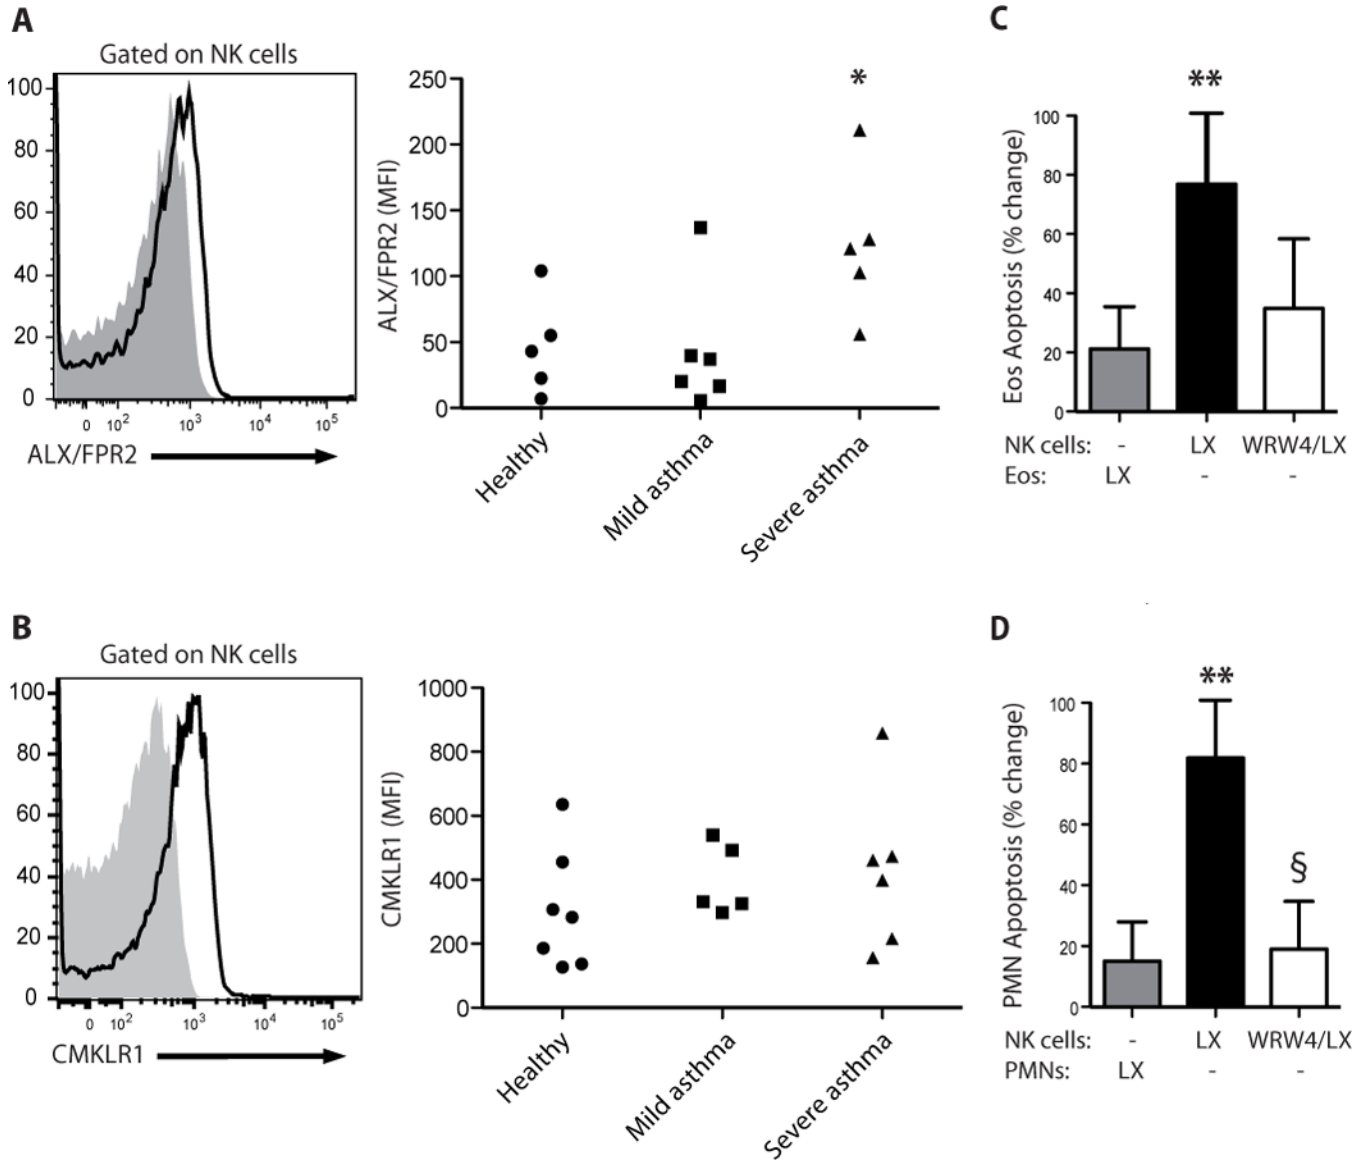 A
Gated on NK cells
100
80
60
40
20
0
0 10² 10³ 10⁴ 10⁵
ALX/FPR2
ALX/FPR2 (MFI)
250
200
150
100
50
0
*
Healthy
Mild asthma
Severe asthma
C
Eos Aoptosis (% change)
100
80
60
40
20
0
**
NK cells: - LX WRW4/LX
Eos: LX - -
B
Gated on NK cells
100
80
60
40
20
0
0 10² 10³ 10⁴ 10⁵
CMKLR1
CMKLR1 (MFI)
1000
800
600
400
200
0
Healthy
Mild asthma
Severe asthma
D
PMN Apoptosis (% change)
100
80
60
40
20
0
**
§
NK cells: - LX WRW4/LX
PMNs: LX - -